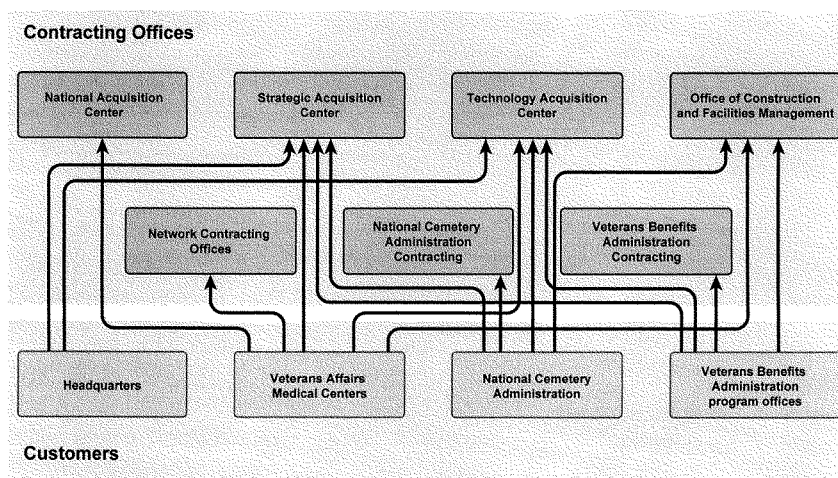 Contracting Offices
National Acquisition
Center
Strategic Acquisition
Center
Technology Acquisition
Center
Office of Construction
and Facilities Management
Network Contracting
Offices
National Cemetery
Administration
Contracting
Veterans Benefits
Administration
Contracting
Headquarters
Veterans Affairs
Medical Centers
National Cemetery
Administration
Veterans Benefits
Administration
program offices
Customers